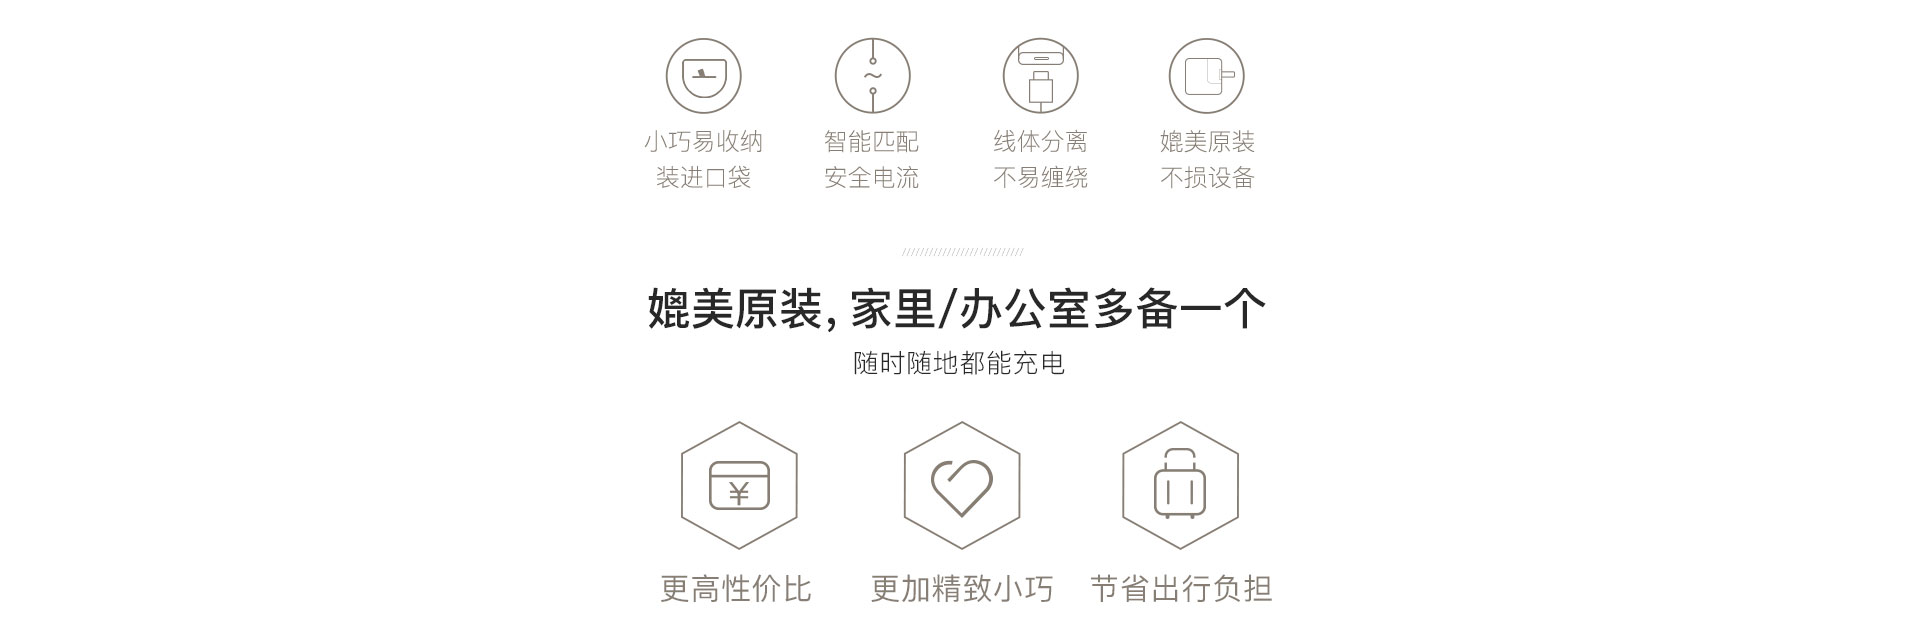 小巧易收纳
装进口袋
智能匹配
安全电流
线体分离
不易缠绕
媲美原装
不损设备
媲美原装，家里/办公室多备一个
随时随地都能充电
¥
更高性价比
更加精致小巧
节省出行负担